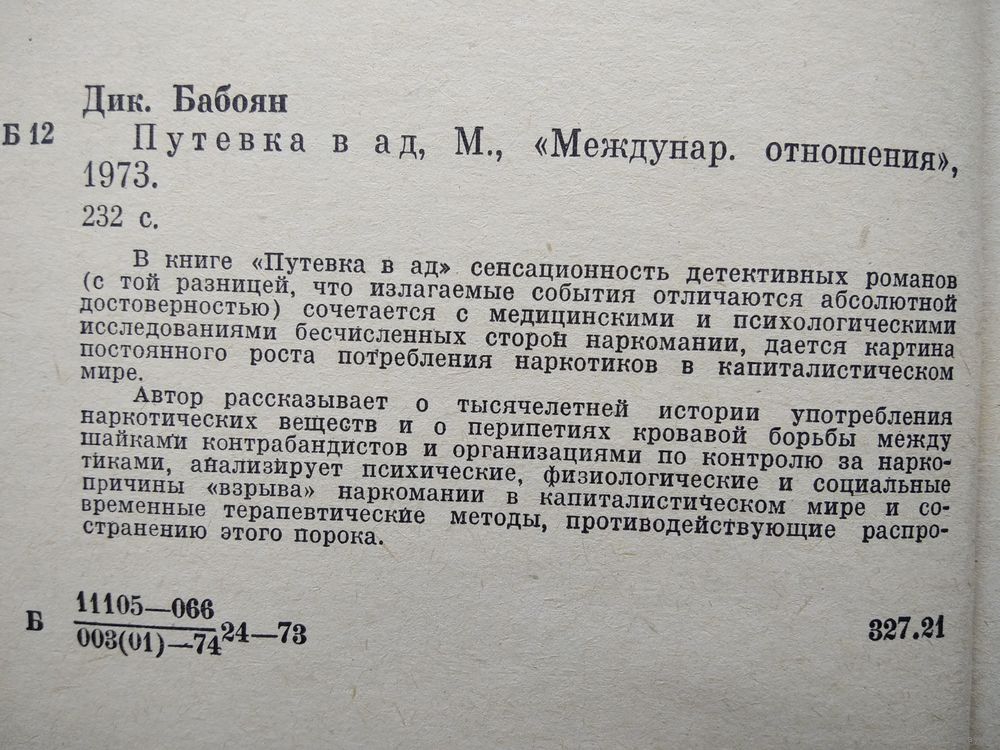 Дик. Бабоян
Б 12 Путевка в ад, М., «Междунар. отношения»,
1973.
232 с.
В книге «Путевка в ад» сенсационность детективных романов
(с той разницей, что излагаемые события отличаются абсолютной
достоверностью) сочетается с медицинскими и психологическими
исследованиями бесчисленных сторон наркомании, дается картина
постоянного роста потребления наркотиков в капиталистическом
мире.
Автор рассказывает о тысячелетней истории употребления
наркотических веществ и о перипетиях кровавой борьбы между
шайками контрабандистов и организациями по контролю за нарко-
тиками, анализирует психические, физиологические и социальные
причины «взрыва» наркомании в капиталистическом мире и со-
временные терапевтические методы, противодействующие распро-
странению этого порока.
11105—066
Б 24—73 327.21
003(01)—74